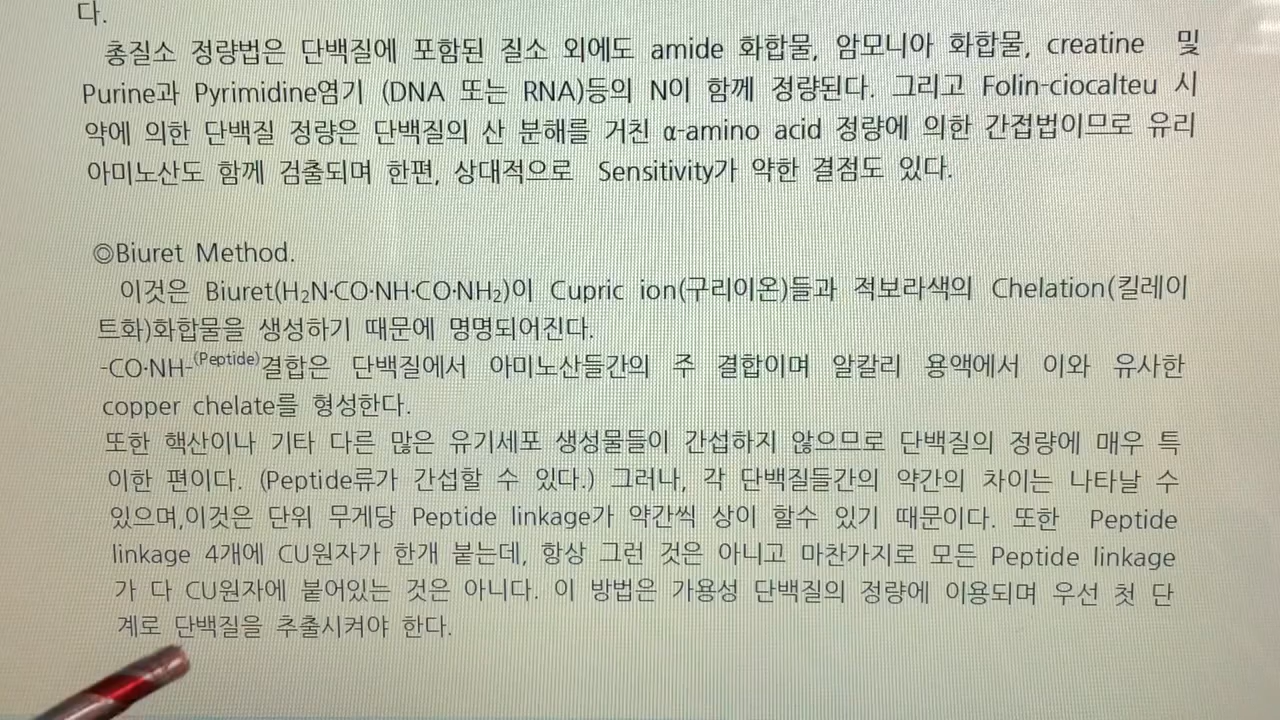 다.
총질소 정량법은 단백질에 포함된 질소 외에도 amide 화합물, 암모니아 화합물, creatine 및
Purine과 Pyrimidine염기 (DNA 또는 RNA)등의 N이 함께 정량된다. 그리고 Folin-ciocalteu 시
약에 의한 단백질 정량은 단백질의 산 분해를 거친 α-amino acid 정량에 의한 간접법이므로 유리
아미노산도 함께 검출되며 한편, 상대적으로 Sensitivity가 약한 결점도 있다.
◎Biuret Method.
이것은 Biuret(H₂N·CO·NH·CO·NH₂)이 Cupric ion(구리이온)들과 적보라색의 Chelation(킬레이
트화)화합물을 생성하기 때문에 명명되어진다.
-CO·NH-(Peptide)결합은 단백질에서 아미노산들간의 주 결합이며 알칼리 용액에서 이와 유사한
copper chelate를 형성한다.
또한 핵산이나 기타 다른 많은 유기세포 생성물들이 간섭하지 않으므로 단백질의 정량에 매우 특
이한 편이다. (Peptide류가 간섭할 수 있다.) 그러나, 각 단백질들간의 약간의 차이는 나타날 수
있으며,이것은 단위 무게당 Peptide linkage가 약간씩 상이 할수 있기 때문이다. 또한 Peptide
linkage 4개에 CU원자가 한개 붙는데, 항상 그런 것은 아니고 마찬가지로 모든 Peptide linkage
가 다 CU원자에 붙어있는 것은 아니다. 이 방법은 가용성 단백질의 정량에 이용되며 우선 첫 단
계로 단백질을 추출시켜야 한다.